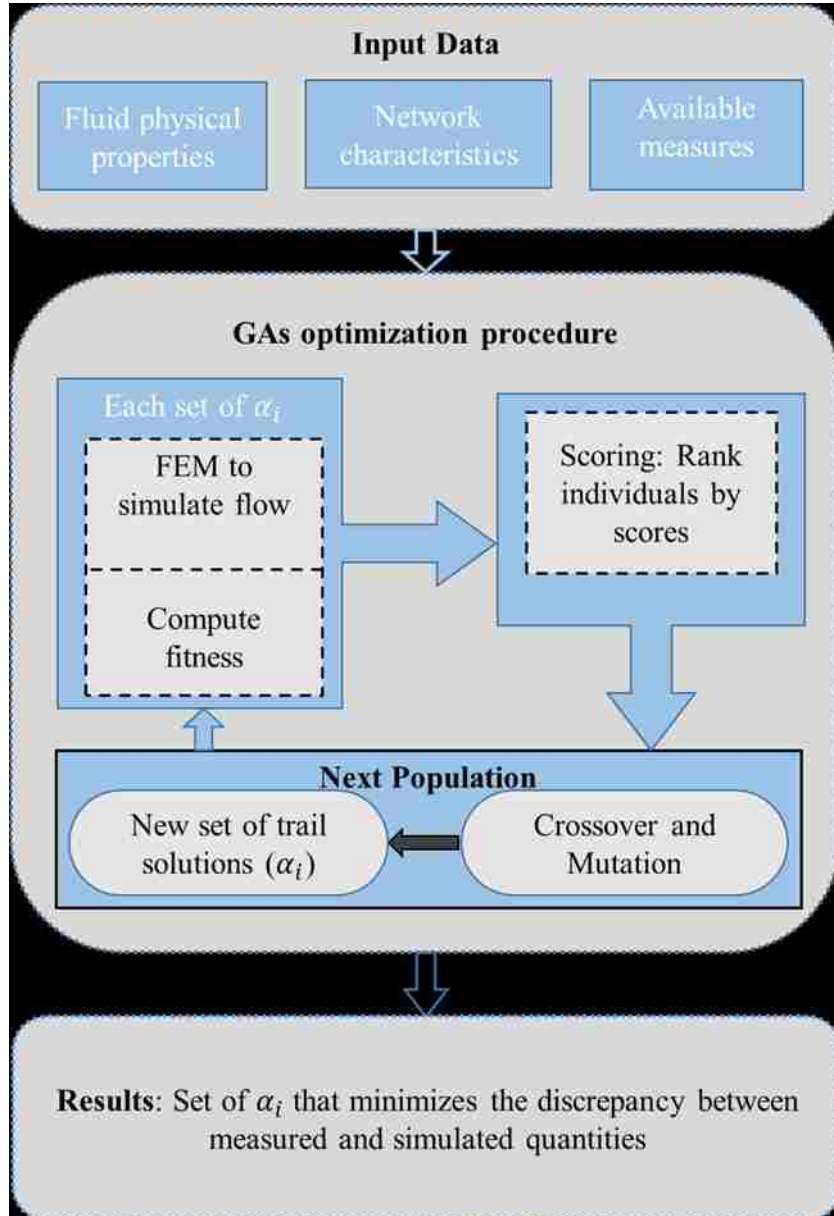 Input Data
Fluid physical
properties
Network
characteristics
Available
measures
GAs optimization procedure
Each set of αᵢ
FEM to
simulate flow
Compute
fitness
Scoring: Rank
individuals by
scores
Next Population
New set of trail
solutions (αᵢ)
Crossover and
Mutation
Results: Set of αᵢ that minimizes the discrepancy between
measured and simulated quantities